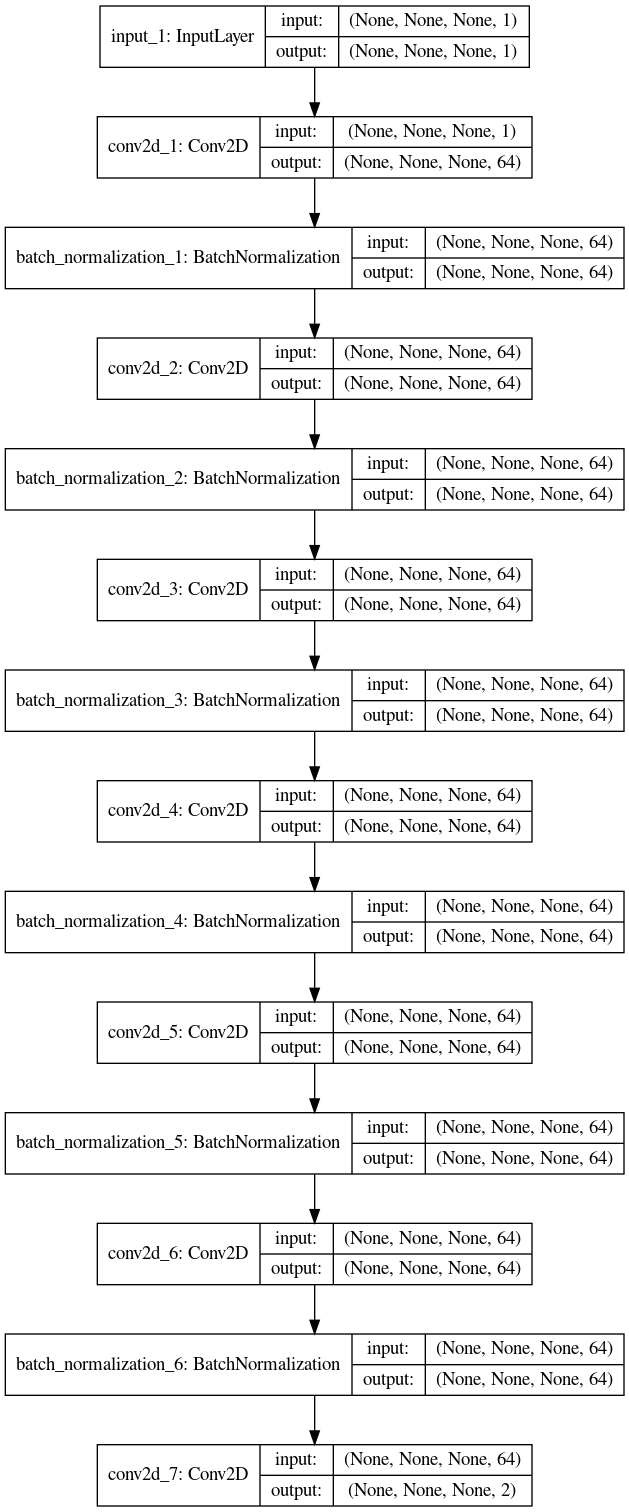 input_1: InputLayer
input: (None, None, None, 1)
output: (None, None, None, 1)
conv2d_1: Conv2D
input: (None, None, None, 1)
output: (None, None, None, 64)
batch_normalization_1: BatchNormalization
input: (None, None, None, 64)
output: (None, None, None, 64)
conv2d_2: Conv2D
input: (None, None, None, 64)
output: (None, None, None, 64)
batch_normalization_2: BatchNormalization
input: (None, None, None, 64)
output: (None, None, None, 64)
conv2d_3: Conv2D
input: (None, None, None, 64)
output: (None, None, None, 64)
batch_normalization_3: BatchNormalization
input: (None, None, None, 64)
output: (None, None, None, 64)
conv2d_4: Conv2D
input: (None, None, None, 64)
output: (None, None, None, 64)
batch_normalization_4: BatchNormalization
input: (None, None, None, 64)
output: (None, None, None, 64)
conv2d_5: Conv2D
input: (None, None, None, 64)
output: (None, None, None, 64)
batch_normalization_5: BatchNormalization
input: (None, None, None, 64)
output: (None, None, None, 64)
conv2d_6: Conv2D
input: (None, None, None, 64)
output: (None, None, None, 64)
batch_normalization_6: BatchNormalization
input: (None, None, None, 64)
output: (None, None, None, 64)
conv2d_7: Conv2D
input: (None, None, None, 64)
output: (None, None, None, 2)